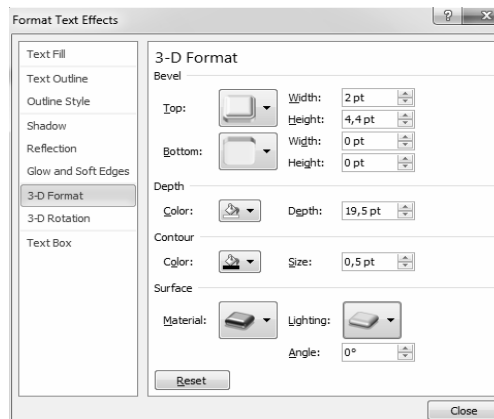 Format Text Effects
Text Fill
Text Outline
Outline Style
Shadow
Reflection
Glow and Soft Edges
3-D Format
3-D Rotation
Text Box
3-D Format
Bevel
Top:
Width: 2 pt
Height: 4,4 pt
Bottom:
Width: 0 pt
Height: 0 pt
Depth
Color:
Depth: 19,5 pt
Contour
Color:
Size: 0,5 pt
Surface
Material:
Lighting:
Angle: 0°
Reset
Close